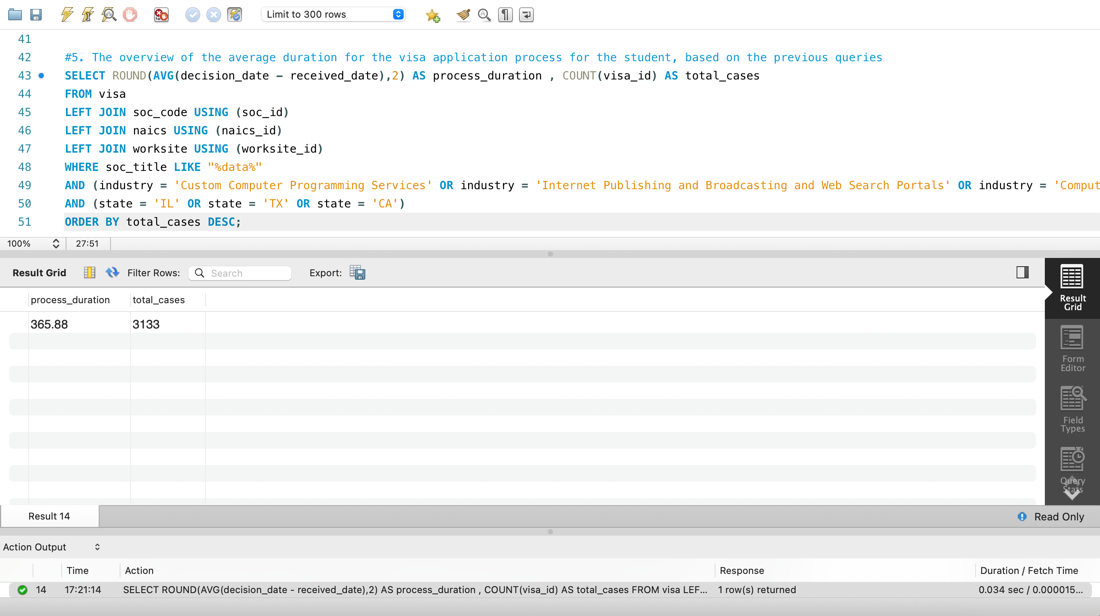 Limit to 300 rows
41
42 #5. The overview of the average duration for the visa application process for the student, based on the previous queries
43 SELECT ROUND(AVG(decision_date - received_date),2) AS process_duration , COUNT(visa_id) AS total_cases
44 FROM visa
45 LEFT JOIN soc_code USING (soc_id)
46 LEFT JOIN naics USING (naics_id)
47 LEFT JOIN worksite USING (worksite_id)
48 WHERE soc_title LIKE "%data%"
49 AND (industry = 'Custom Computer Programming Services' OR industry = 'Internet Publishing and Broadcasting and Web Search Portals' OR industry = 'Comput
50 AND (state = 'IL' OR state = 'TX' OR state = 'CA')
51 ORDER BY total_cases DESC;
100% 27:51
Result Grid Filter Rows: Search Export:
process_duration total_cases
365.88 3133
Result
Grid
Form
Editor
Field
Types
Query
Stats
Result 14 Read Only
Action Output
Time Action Response Duration / Fetch Time
14 17:21:14 SELECT ROUND(AVG(decision_date - received_date),2) AS process_duration , COUNT(visa_id) AS total_cases FROM visa LEF... 1 row(s) returned 0.034 sec / 0.000015...